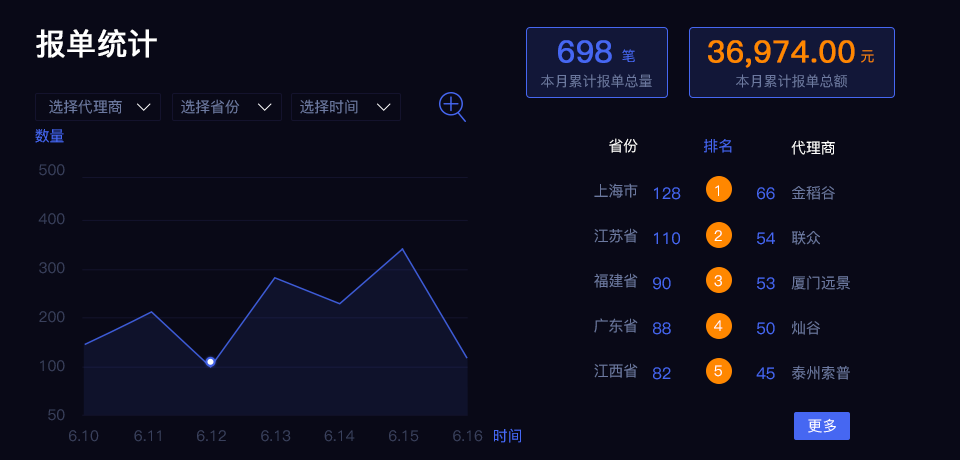 报单统计
698 笔
本月累计报单总量
36,974.00 元
本月累计报单总额
选择代理商
选择省份
选择时间
数量
500
400
300
200
100
50
6.10 6.11 6.12 6.13 6.14 6.15 6.16 时间
省份 排名 代理商
上海市 128 1 66 金稻谷
江苏省 110 2 54 联众
福建省 90 3 53 厦门远景
广东省 88 4 50 灿谷
江西省 82 5 45 泰州索普
更多